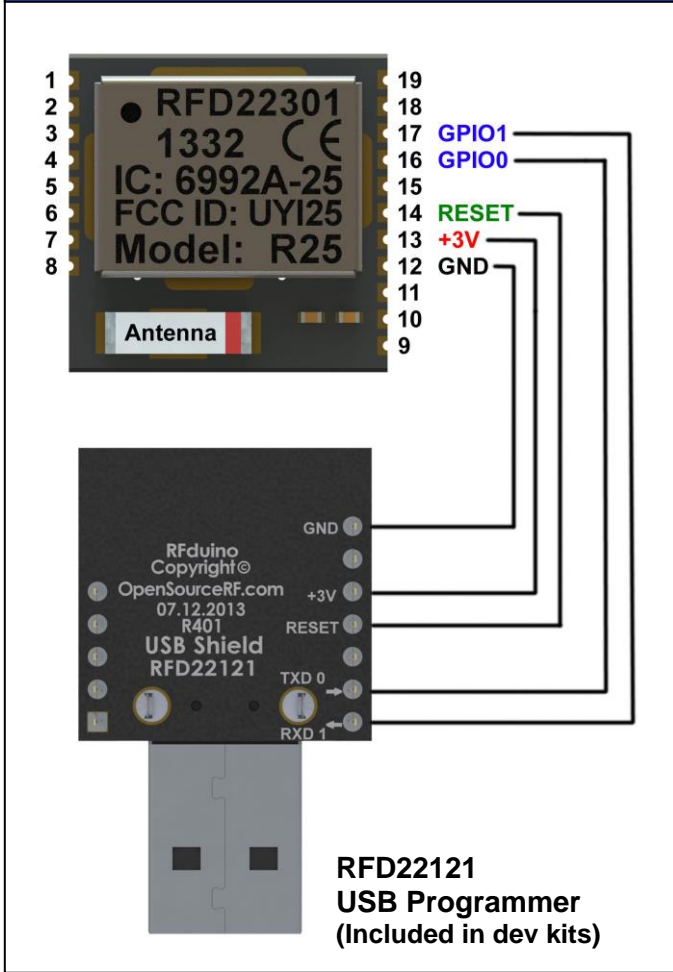 1
2
3
4
5
6
7
8
RFD22301
1332 CE
IC: 6992A-25
FCC ID: UYI25
Model: R25
Antenna
19
18
17 GPIO1
16 GPIO0
15
14 RESET
13 +3V
12 GND
11
10
9
RFduino
Copyright©
OpenSourceRF.com
07.12.2013
R401
USB Shield
RFD22121
GND
+3V
RESET
TXD 0
RXD 1
RFD22121
USB Programmer
(Included in dev kits)